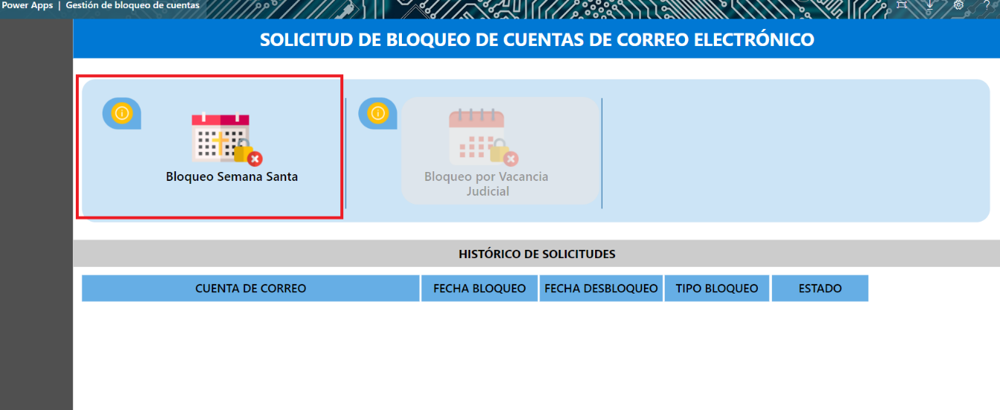 Power Apps | Gestión de bloqueo de cuentas
SOLICITUD DE BLOQUEO DE CUENTAS DE CORREO ELECTRÓNICO
Bloqueo Semana Santa
Bloqueo por Vacancia
Judicial
HISTÓRICO DE SOLICITUDES
CUENTA DE CORREO FECHA BLOQUEO FECHA DESBLOQUEO TIPO BLOQUEO ESTADO